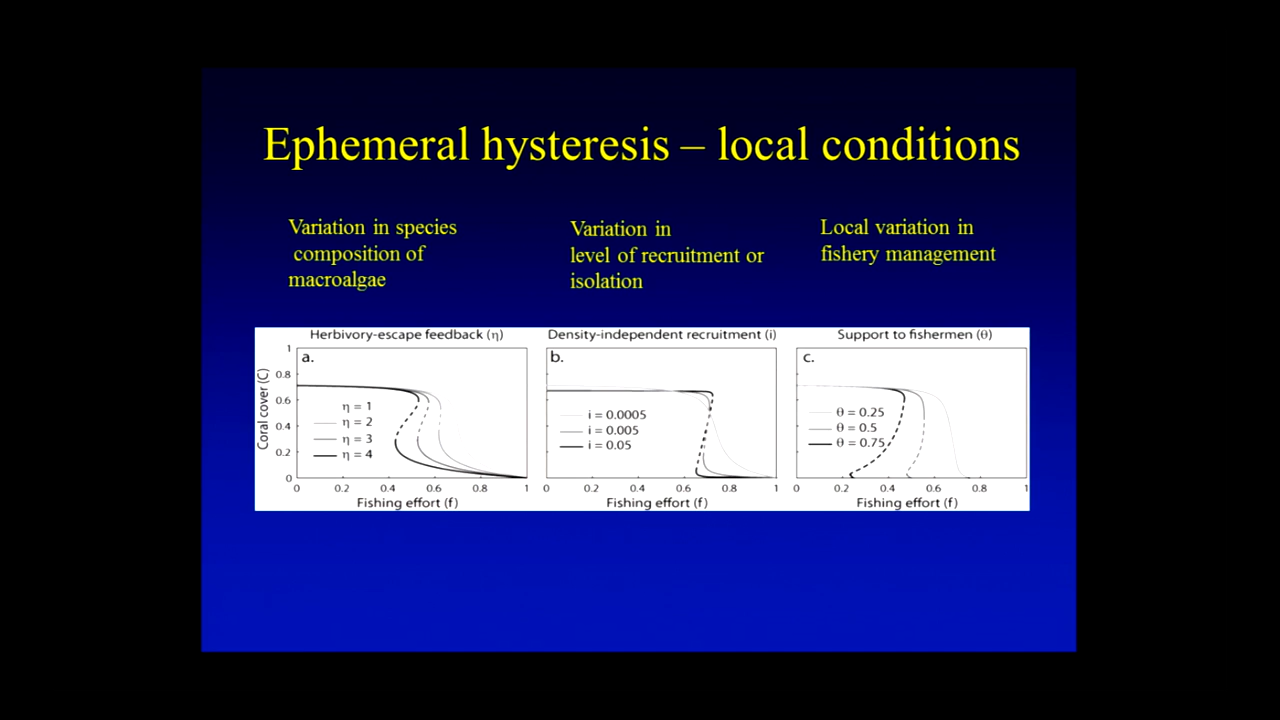 Ephemeral hysteresis – local conditions
Variation in species
composition of
macroalgae
Variation in
level of recruitment or
isolation
Local variation in
fishery management
Herbivory-escape feedback (η)
a.
Coral cover (C)
1
0.8
0.6
0.4
0.2
0
η = 1
η = 2
η = 3
η = 4
0 0.2 0.4 0.6 0.8 1
Fishing effort (f)
Density-independent recruitment (i)
b.
i = 0.0005
i = 0.005
i = 0.05
0 0.2 0.4 0.6 0.8 1
Fishing effort (f)
Support to fishermen (θ)
c.
θ = 0.25
θ = 0.5
θ = 0.75
0 0.2 0.4 0.6 0.8 1
Fishing effort (f)